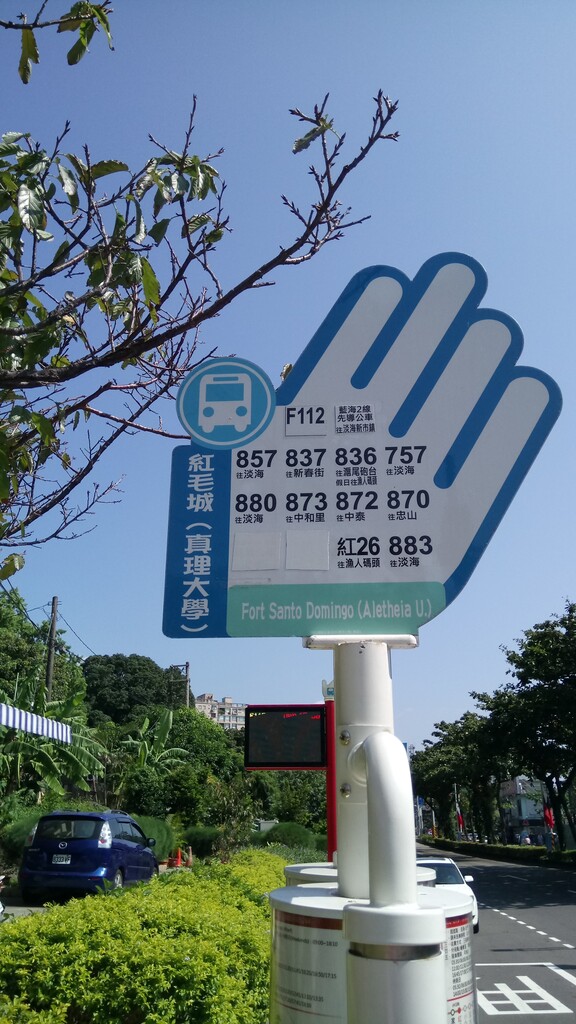 F112
藍海2線
先導公車
往淡海新市鎮
857 837 836 757
往淡海 往新春街 往滬尾砲台 往淡海
假日往漁人碼頭
880 873 872 870
往淡海 往中和里 往中泰 往忠山
紅26 883
往漁人碼頭 往淡海
紅毛城（真理大學）
Fort Santo Domingo (Aletheia U.)